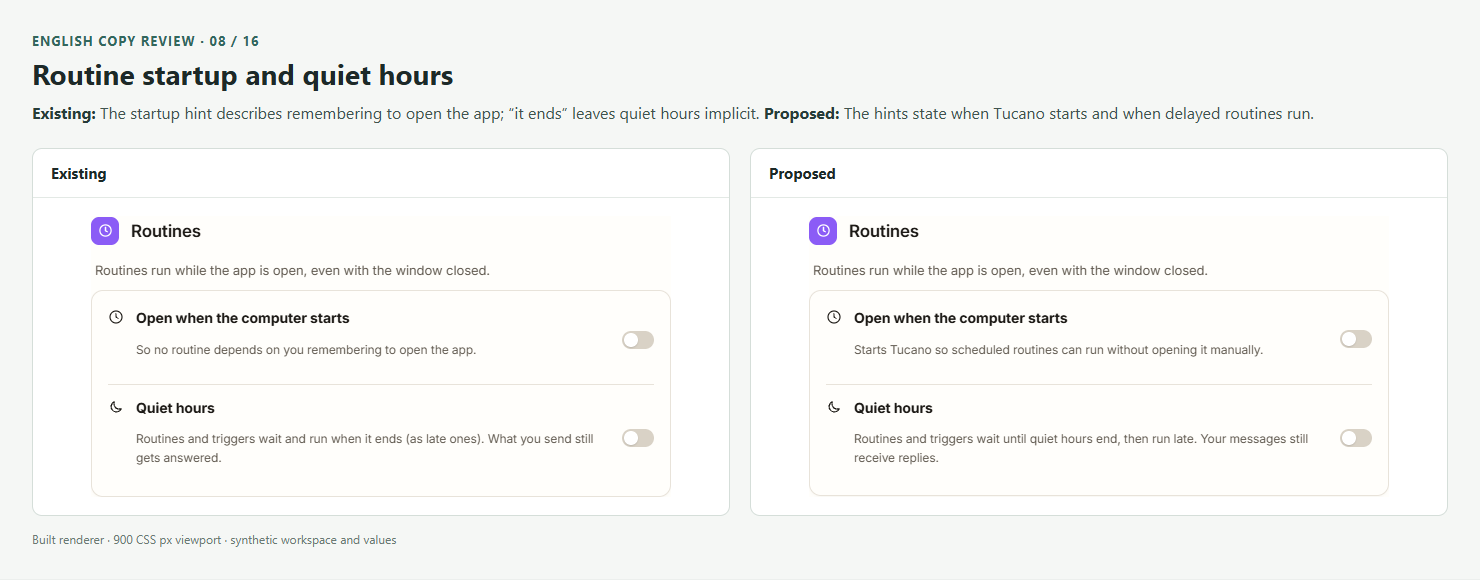 ENGLISH COPY REVIEW · 08 / 16
Routine startup and quiet hours
Existing: The startup hint describes remembering to open the app; “it ends” leaves quiet hours implicit. Proposed: The hints state when Tucano starts and when delayed routines run.
Existing
Routines
Routines run while the app is open, even with the window closed.
Open when the computer starts
So no routine depends on you remembering to open the app.
Quiet hours
Routines and triggers wait and run when it ends (as late ones). What you send still
gets answered.
Proposed
Routines
Routines run while the app is open, even with the window closed.
Open when the computer starts
Starts Tucano so scheduled routines can run without opening it manually.
Quiet hours
Routines and triggers wait until quiet hours end, then run late. Your messages still
receive replies.
Built renderer · 900 CSS px viewport · synthetic workspace and values